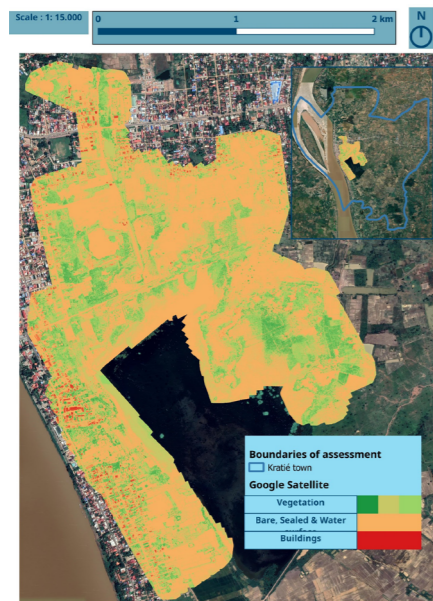 Scale : 1: 15.000
0 1 2 km
N
Boundaries of assessment
Kratié town
Google Satellite
Vegetation
Bare, Sealed & Water
Buildings